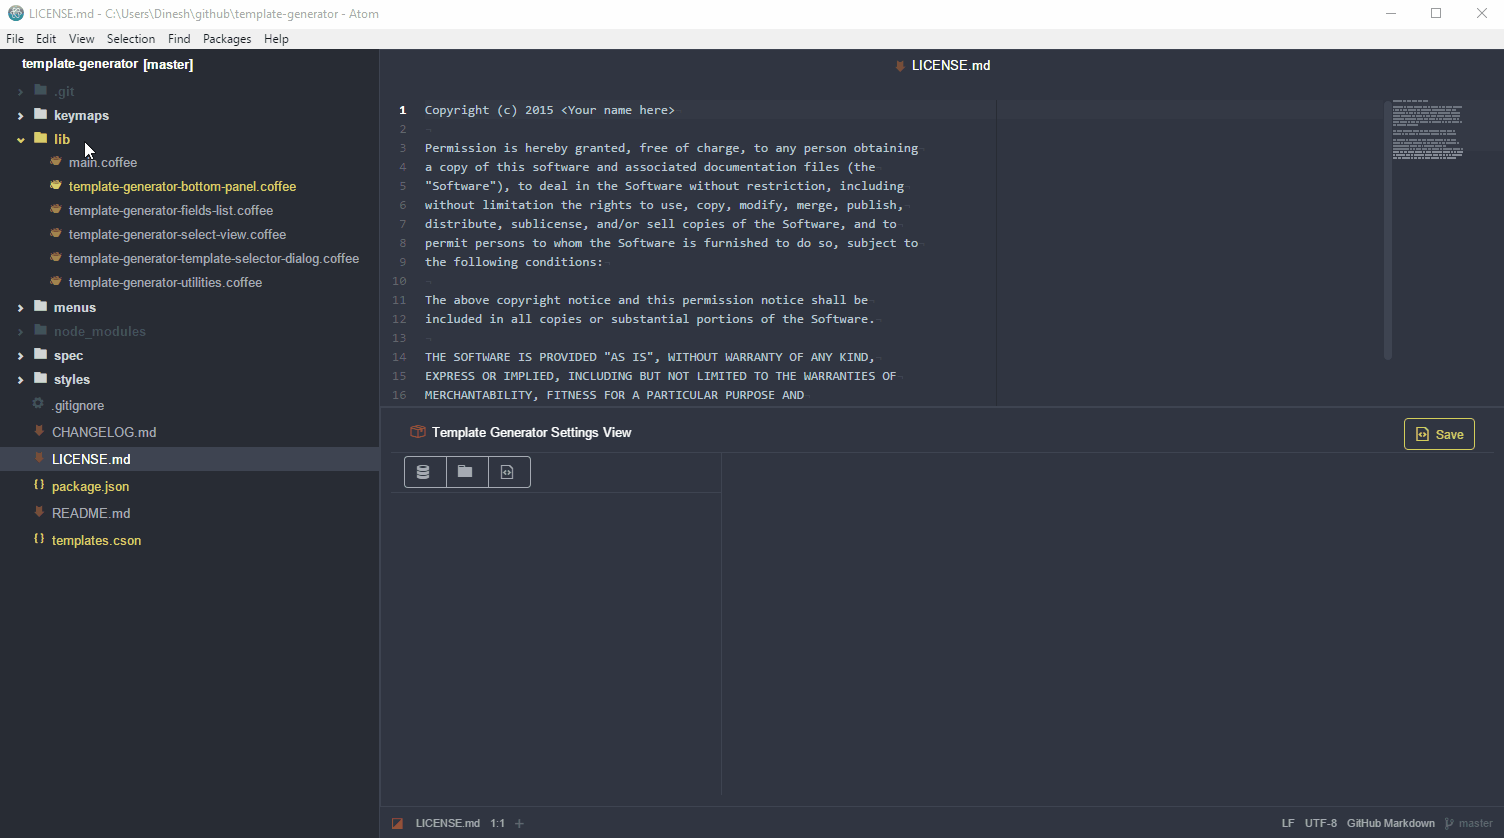 LICENSE.md - C:\Users\Dinesh\github\template-generator - Atom
File Edit View Selection Find Packages Help
template-generator [master]
.git
keymaps
lib
main.coffee
template-generator-bottom-panel.coffee
template-generator-fields-list.coffee
template-generator-select-view.coffee
template-generator-template-selector-dialog.coffee
template-generator-utilities.coffee
menus
node_modules
spec
styles
.gitignore
CHANGELOG.md
LICENSE.md
package.json
README.md
templates.cson
LICENSE.md
1 Copyright (c) 2015 <Your name here>
2
3 Permission is hereby granted, free of charge, to any person obtaining
4 a copy of this software and associated documentation files (the
5 "Software"), to deal in the Software without restriction, including
6 without limitation the rights to use, copy, modify, merge, publish,
7 distribute, sublicense, and/or sell copies of the Software, and to
8 permit persons to whom the Software is furnished to do so, subject to
9 the following conditions:
10
11 The above copyright notice and this permission notice shall be
12 included in all copies or substantial portions of the Software.
13
14 THE SOFTWARE IS PROVIDED "AS IS", WITHOUT WARRANTY OF ANY KIND,
15 EXPRESS OR IMPLIED, INCLUDING BUT NOT LIMITED TO THE WARRANTIES OF
16 MERCHANTABILITY, FITNESS FOR A PARTICULAR PURPOSE AND
Template Generator Settings View
Save
LICENSE.md 1:1 +
LF UTF-8 GitHub Markdown master